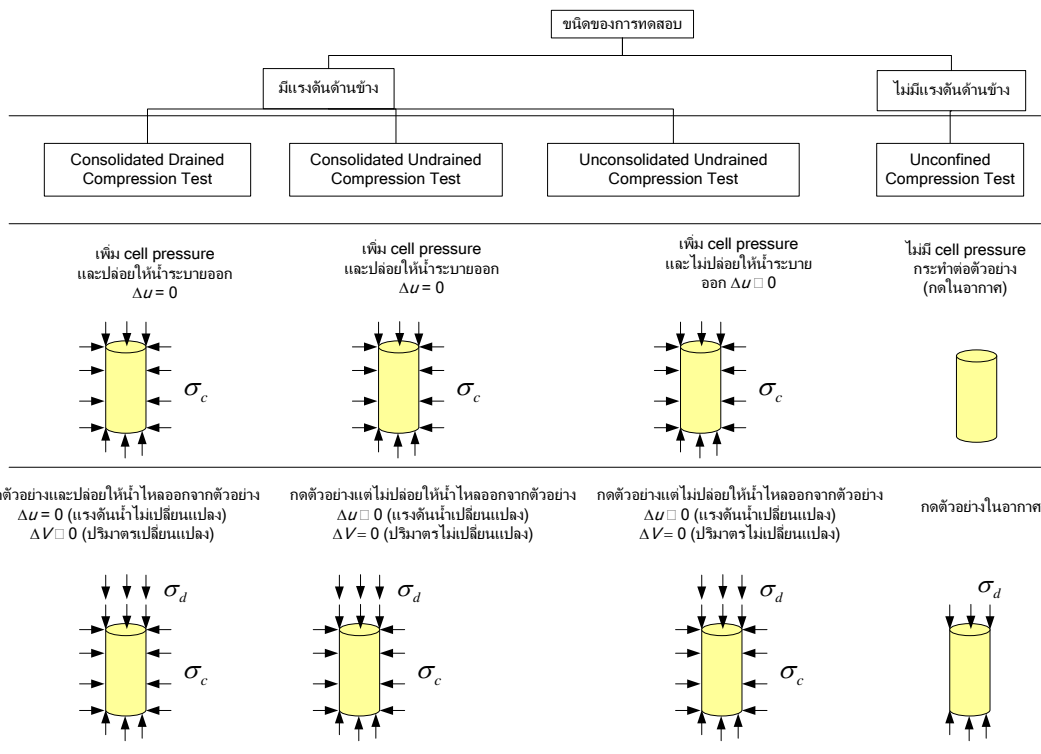 ชนิดของการทดสอบ
มีแรงดันด้านข้าง
ไม่มีแรงดันด้านข้าง
Consolidated Drained
Compression Test
Consolidated Undrained
Compression Test
Unconsolidated Undrained
Compression Test
Unconfined
Compression Test
เพิ่ม cell pressure
และปล่อยให้น้ำระบายออก
Δu = 0
เพิ่ม cell pressure
และปล่อยให้น้ำระบายออก
Δu = 0
เพิ่ม cell pressure
และไม่ปล่อยให้น้ำระบาย
ออก Δu □ 0
ไม่มี cell pressure
กระทำต่อตัวอย่าง
(กดในอากาศ)
σc
σc
σc
กดตัวอย่างและปล่อยให้น้ำไหลออกจากตัวอย่าง
Δu = 0 (แรงดันน้ำไม่เปลี่ยนแปลง)
ΔV □ 0 (ปริมาตรเปลี่ยนแปลง)
กดตัวอย่างแต่ไม่ปล่อยให้น้ำไหลออกจากตัวอย่าง
Δu □ 0 (แรงดันน้ำเปลี่ยนแปลง)
ΔV = 0 (ปริมาตรไม่เปลี่ยนแปลง)
กดตัวอย่างแต่ไม่ปล่อยให้น้ำไหลออกจากตัวอย่าง
Δu □ 0 (แรงดันน้ำเปลี่ยนแปลง)
ΔV = 0 (ปริมาตรไม่เปลี่ยนแปลง)
กดตัวอย่างในอากาศ
σd
σc
σd
σc
σd
σc
σd